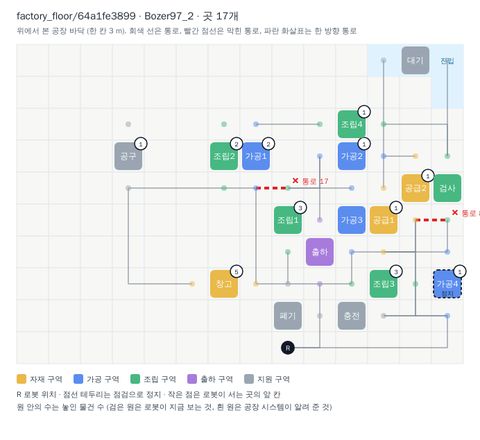 factory_floor/64a1fe3899 · Bozer97_2 · 곳 17개
위에서 본 공장 바닥 (한 칸 3 m). 회색 선은 통로, 빨간 점선은 막힌 통로, 파란 화살표는 한 방향 통로
대기
조립4 1
공구 1
조립2 2
가공1 2
가공2 1
공급2 1
검사
× 통로 17
조립1 3
가공3
공급1 1
× 통로
출하
창고 5
조립3 3
가공4 1
폐기
충전
R
자재 구역
가공 구역
조립 구역
출하 구역
지원 구역
R 로봇 위치 · 점선 테두리는 점검으로 정지 · 작은 점은 로봇이 서는 곳의 앞 칸
원 안의 수는 놓인 물건 수 (검은 원은 로봇이 지금 보는 것, 흰 원은 공장 시스템이 알려 준 것)